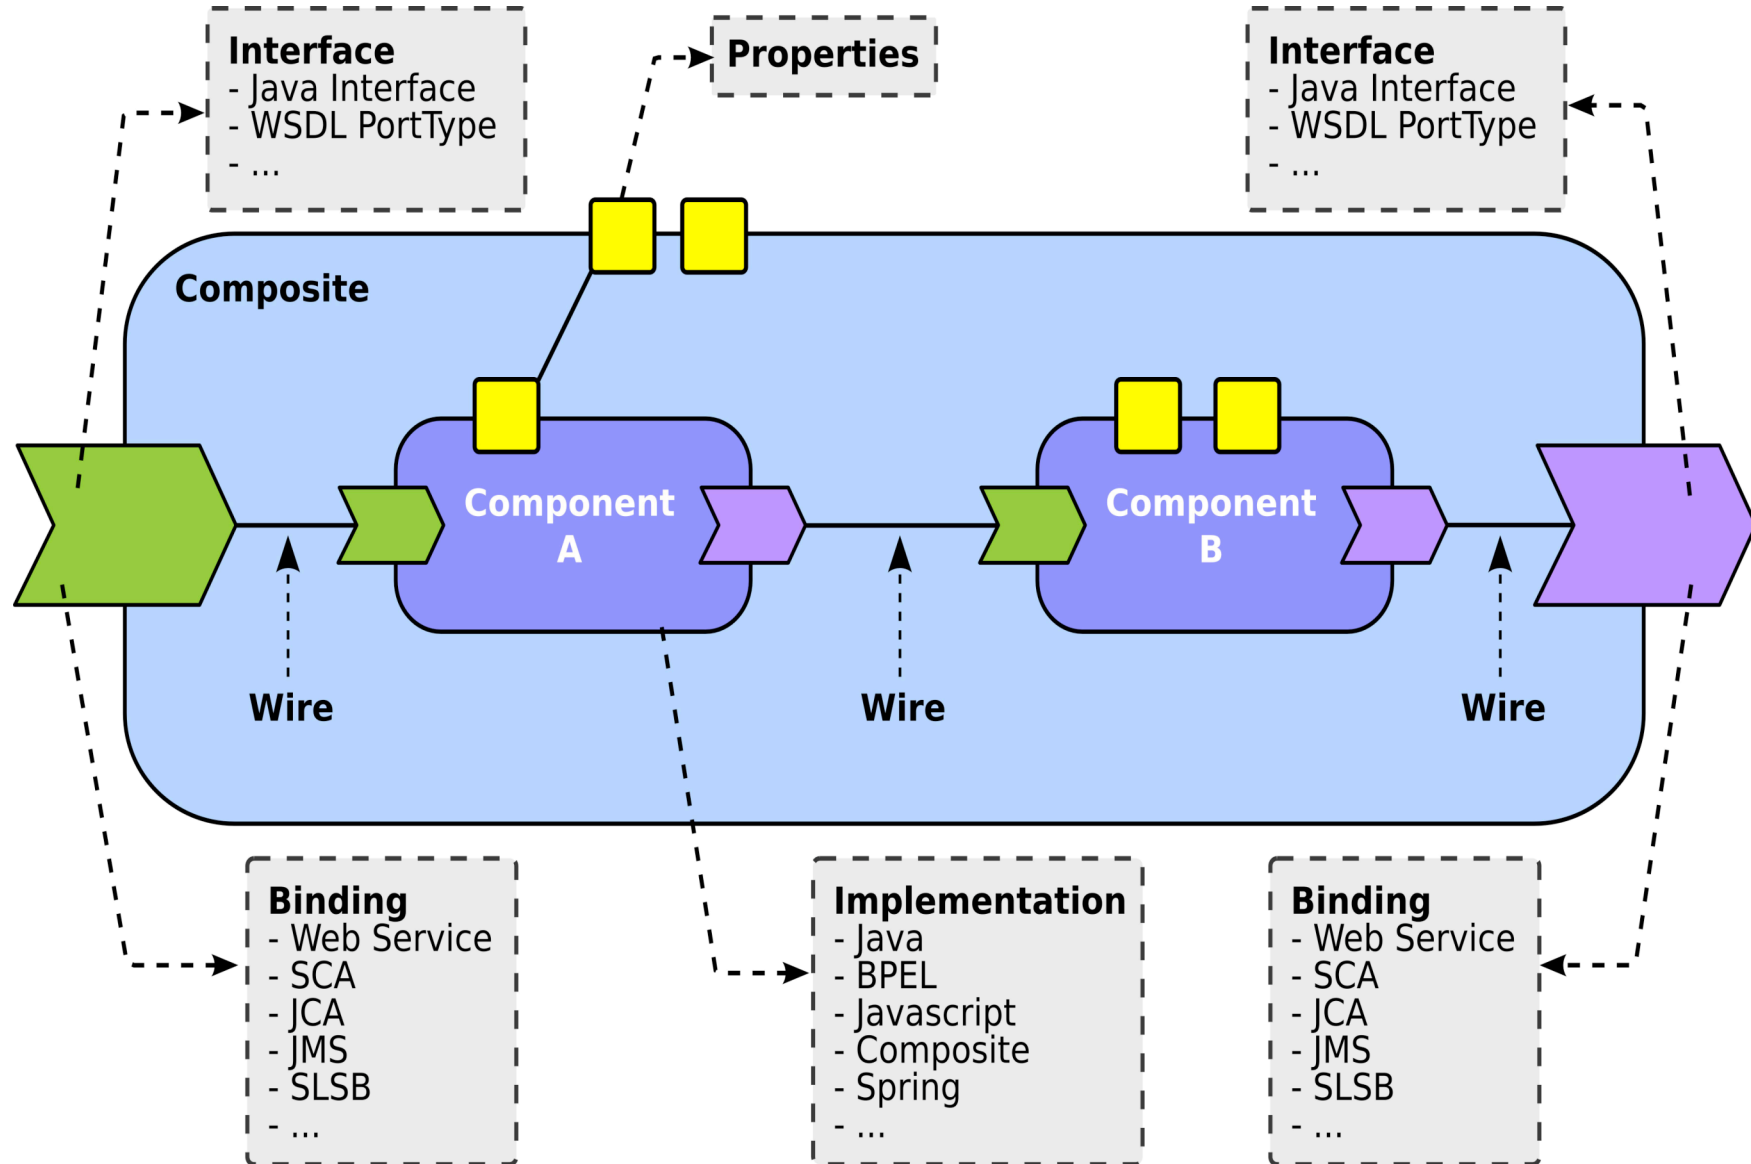 Interface
- Java Interface
- WSDL PortType
- ...
Properties
Interface
- Java Interface
- WSDL PortType
- ...
Composite
Component
A
Component
B
Wire
Wire
Wire
Binding
- Web Service
- SCA
- JCA
- JMS
- SLSB
- ...
Implementation
- Java
- BPEL
- Javascript
- Composite
- Spring
- ...
Binding
- Web Service
- SCA
- JCA
- JMS
- SLSB
- ...